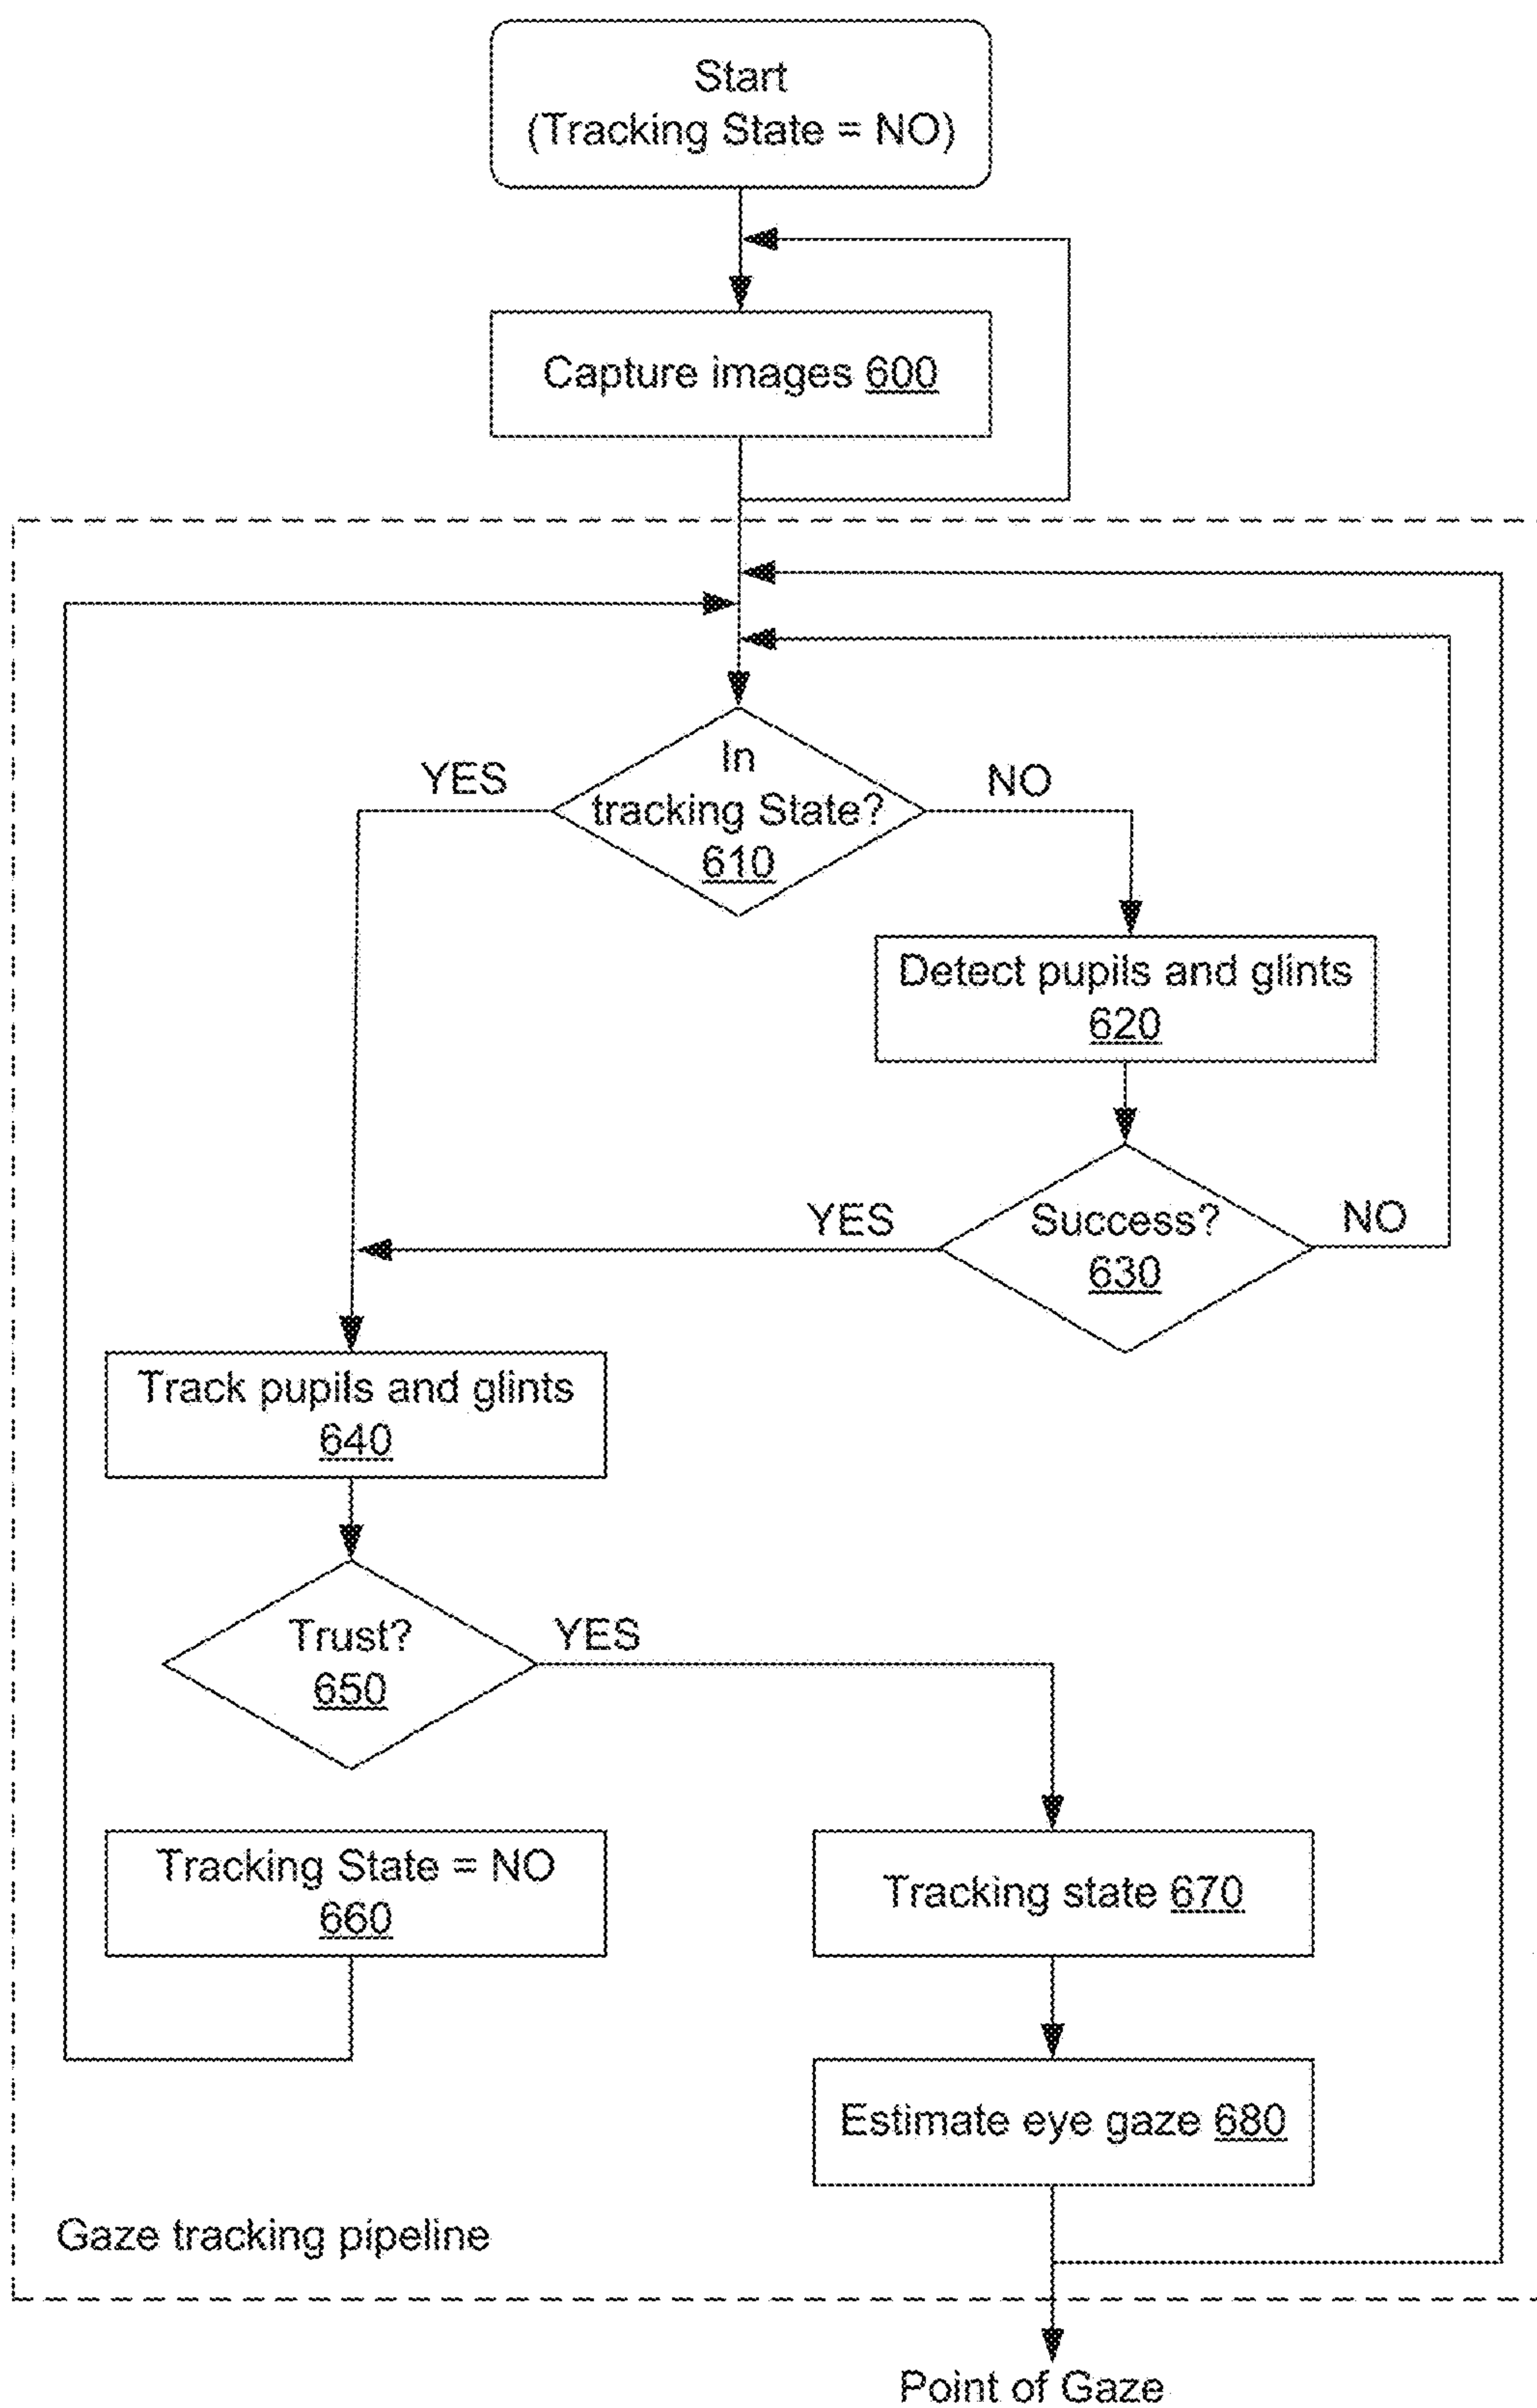 Start
(Tracking State = NO)
Capture images 600
In
tracking State?
610
YES
NO
Detect pupils and glints
620
Success?
630
YES
NO
Track pupils and glints
640
Trust?
650
YES
Tracking State = NO
660
Tracking state 670
Estimate eye gaze 680
Gaze tracking pipeline
Point of Gaze